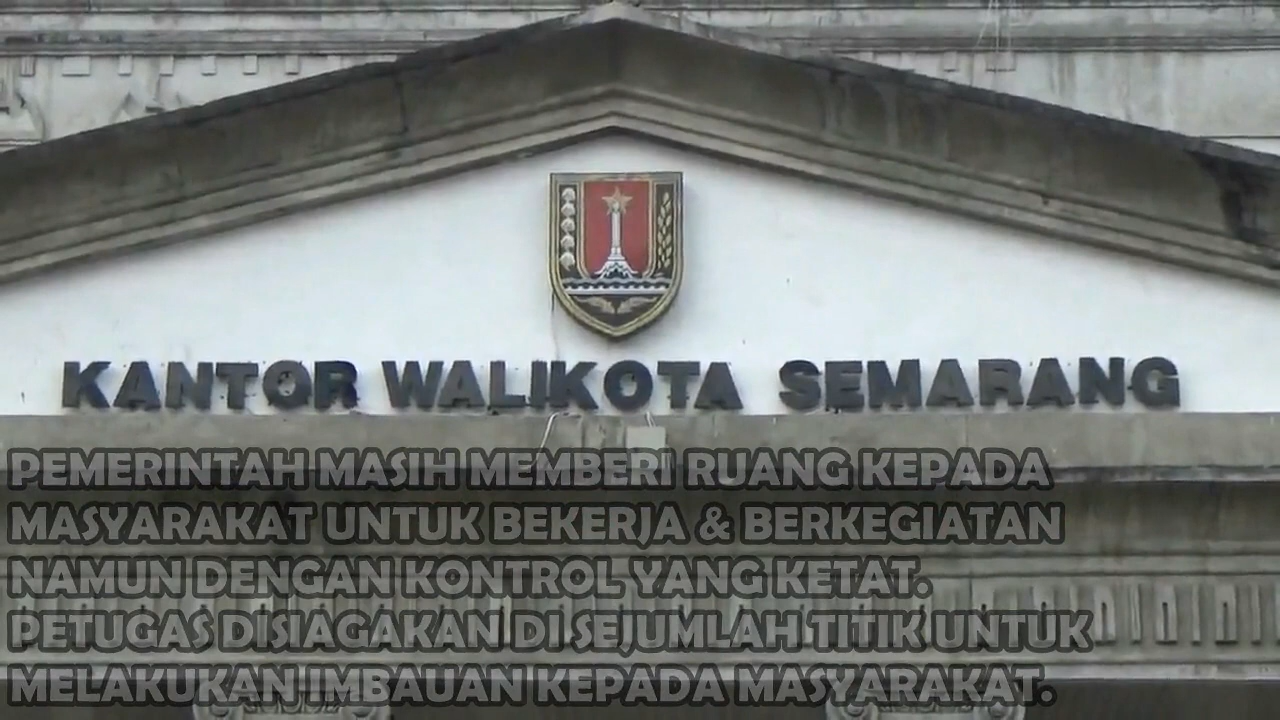 KANTOR WALIKOTA SEMARANG
PEMERINTAH MASIH MEMBERI RUANG KEPADA
MASYARAKAT UNTUK BEKERJA & BERKEGIATAN
NAMUN DENGAN KONTROL YANG KETAT.
PETUGAS DISIAGAKAN DI SEJUMLAH TITIK UNTUK
MELAKUKAN IMBAUAN KEPADA MASYARAKAT.